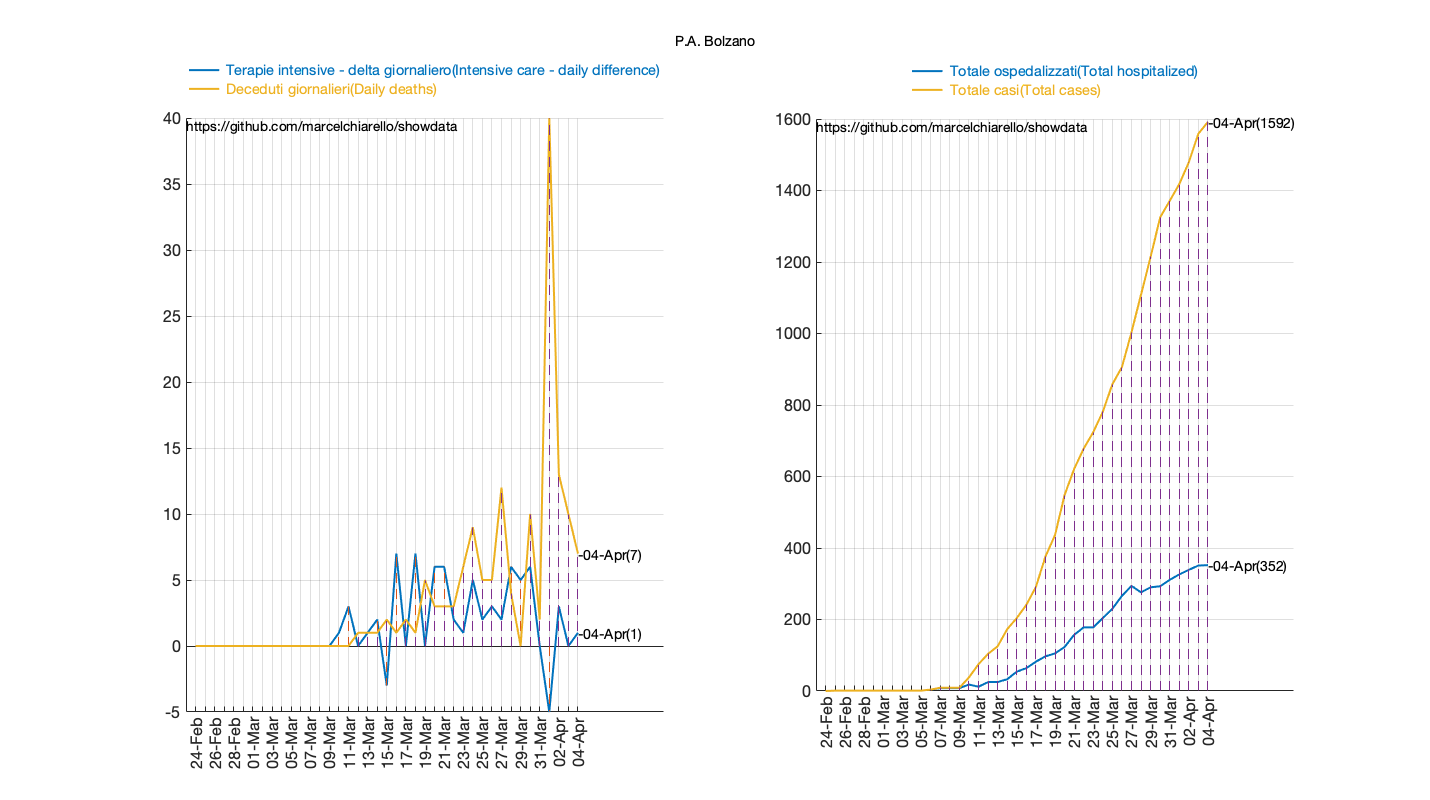 P.A. Bolzano
Terapie intensive - delta giornaliero(Intensive care - daily difference)
Deceduti giornalieri(Daily deaths)
https://github.com/marcelchiarello/showdata
40
35
30
25
20
15
10
5
0
-5
-04-Apr(7)
-04-Apr(1)
24-Feb
26-Feb
28-Feb
01-Mar
03-Mar
05-Mar
07-Mar
09-Mar
11-Mar
13-Mar
15-Mar
17-Mar
19-Mar
21-Mar
23-Mar
25-Mar
27-Mar
29-Mar
31-Mar
02-Apr
04-Apr
Totale ospedalizzati(Total hospitalized)
Totale casi(Total cases)
https://github.com/marcelchiarello/showdata
1600
1400
1200
1000
800
600
400
200
0
-04-Apr(1592)
-04-Apr(352)
24-Feb
26-Feb
28-Feb
01-Mar
03-Mar
05-Mar
07-Mar
09-Mar
11-Mar
13-Mar
15-Mar
17-Mar
19-Mar
21-Mar
23-Mar
25-Mar
27-Mar
29-Mar
31-Mar
02-Apr
04-Apr